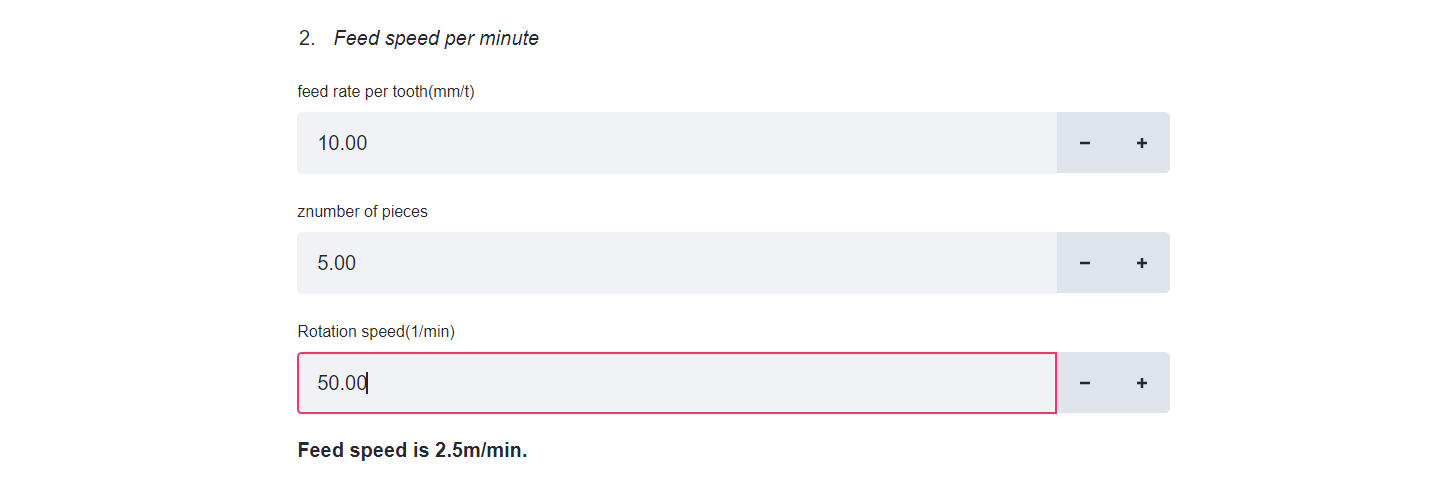 2. Feed speed per minute
feed rate per tooth(mm/t)
10.00
− +
znumber of pieces
5.00
− +
Rotation speed(1/min)
50.00
− +
Feed speed is 2.5m/min.